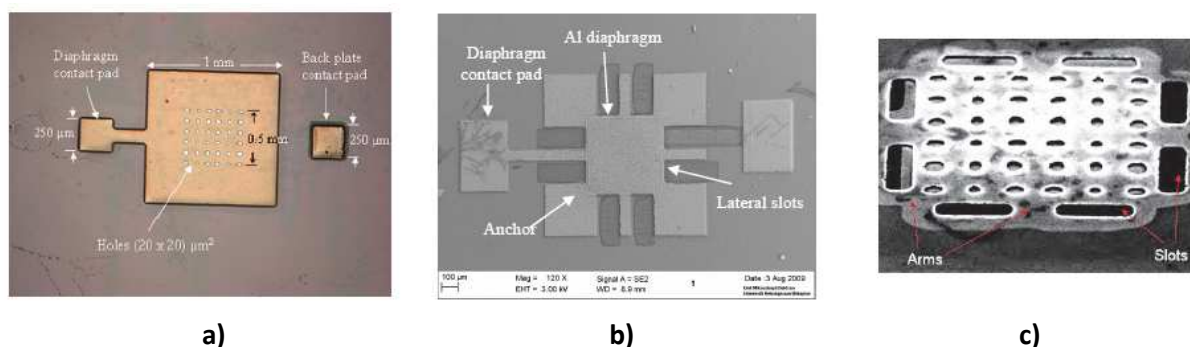 Diaphragm
contact pad
1 mm
Back plate
contact pad
250 µm
0.5 mm
250 µm
Holes (20 x 20) µm²
Diaphragm
contact pad
Al diaphragm
Lateral slots
Anchor
100 µm
Mag = 120 X
EHT = 3.00 kV
Signal A = SE2
WD = 8.9 mm
1
Date :3 Aug 2009
Arms
Slots
a)
b)
c)